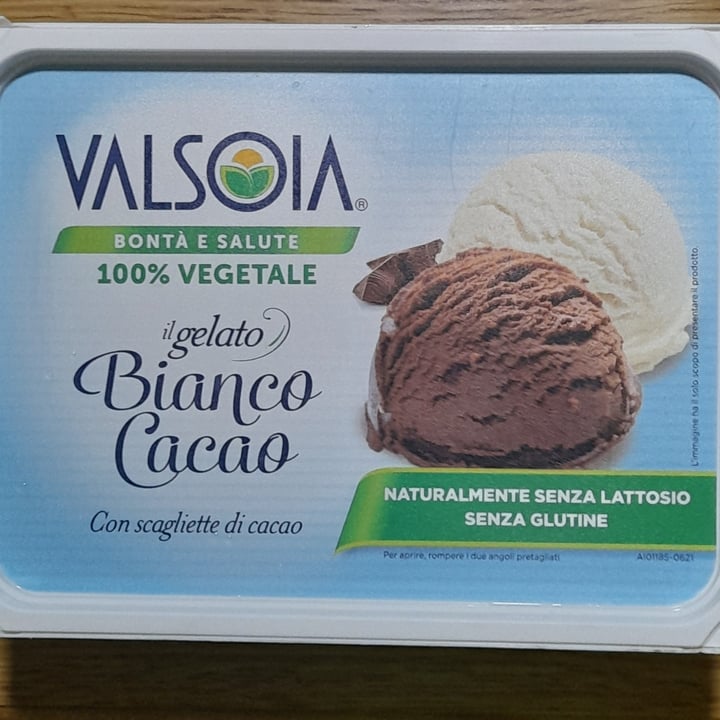 VALSOIA®
BONTÀ E SALUTE
100% VEGETALE
il gelato
Bianco
Cacao
Con scagliette di cacao
L'immagine ha il solo scopo di presentare il prodotto.
NATURALMENTE SENZA LATTOSIO
SENZA GLUTINE
Per aprire, rompere i due angoli pretagliati
AI01185-0621